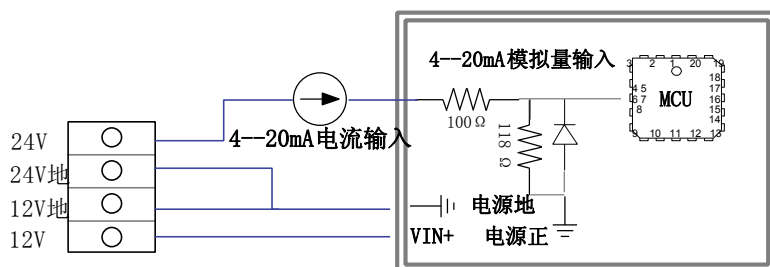 4--20mA模拟量输入
3 2 1 20 19
4 5 18
6 7 17
8 16
15
14
9 10 11 12 13
MCU
24V
24V地
12V地
12V
4--20mA电流输入
100Ω
118Ω
电源地
VIN+ 电源正